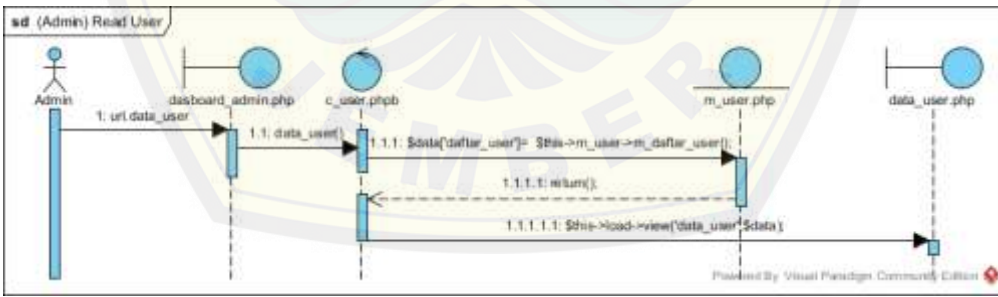 sd (Admin) Read User
Admin
dasboard_admin.php
c_user.phpb
m_user.php
data_user.php
1: url.data_user
1.1: data_user()
1.1.1: $data['daftar_user']= $this->m_user->m_daftar_user();
1.1.1.1: return();
1.1.1.1.1: $this->load->view('data_user',$data);
Powered By Visual Paradigm Community Edition
EMBER